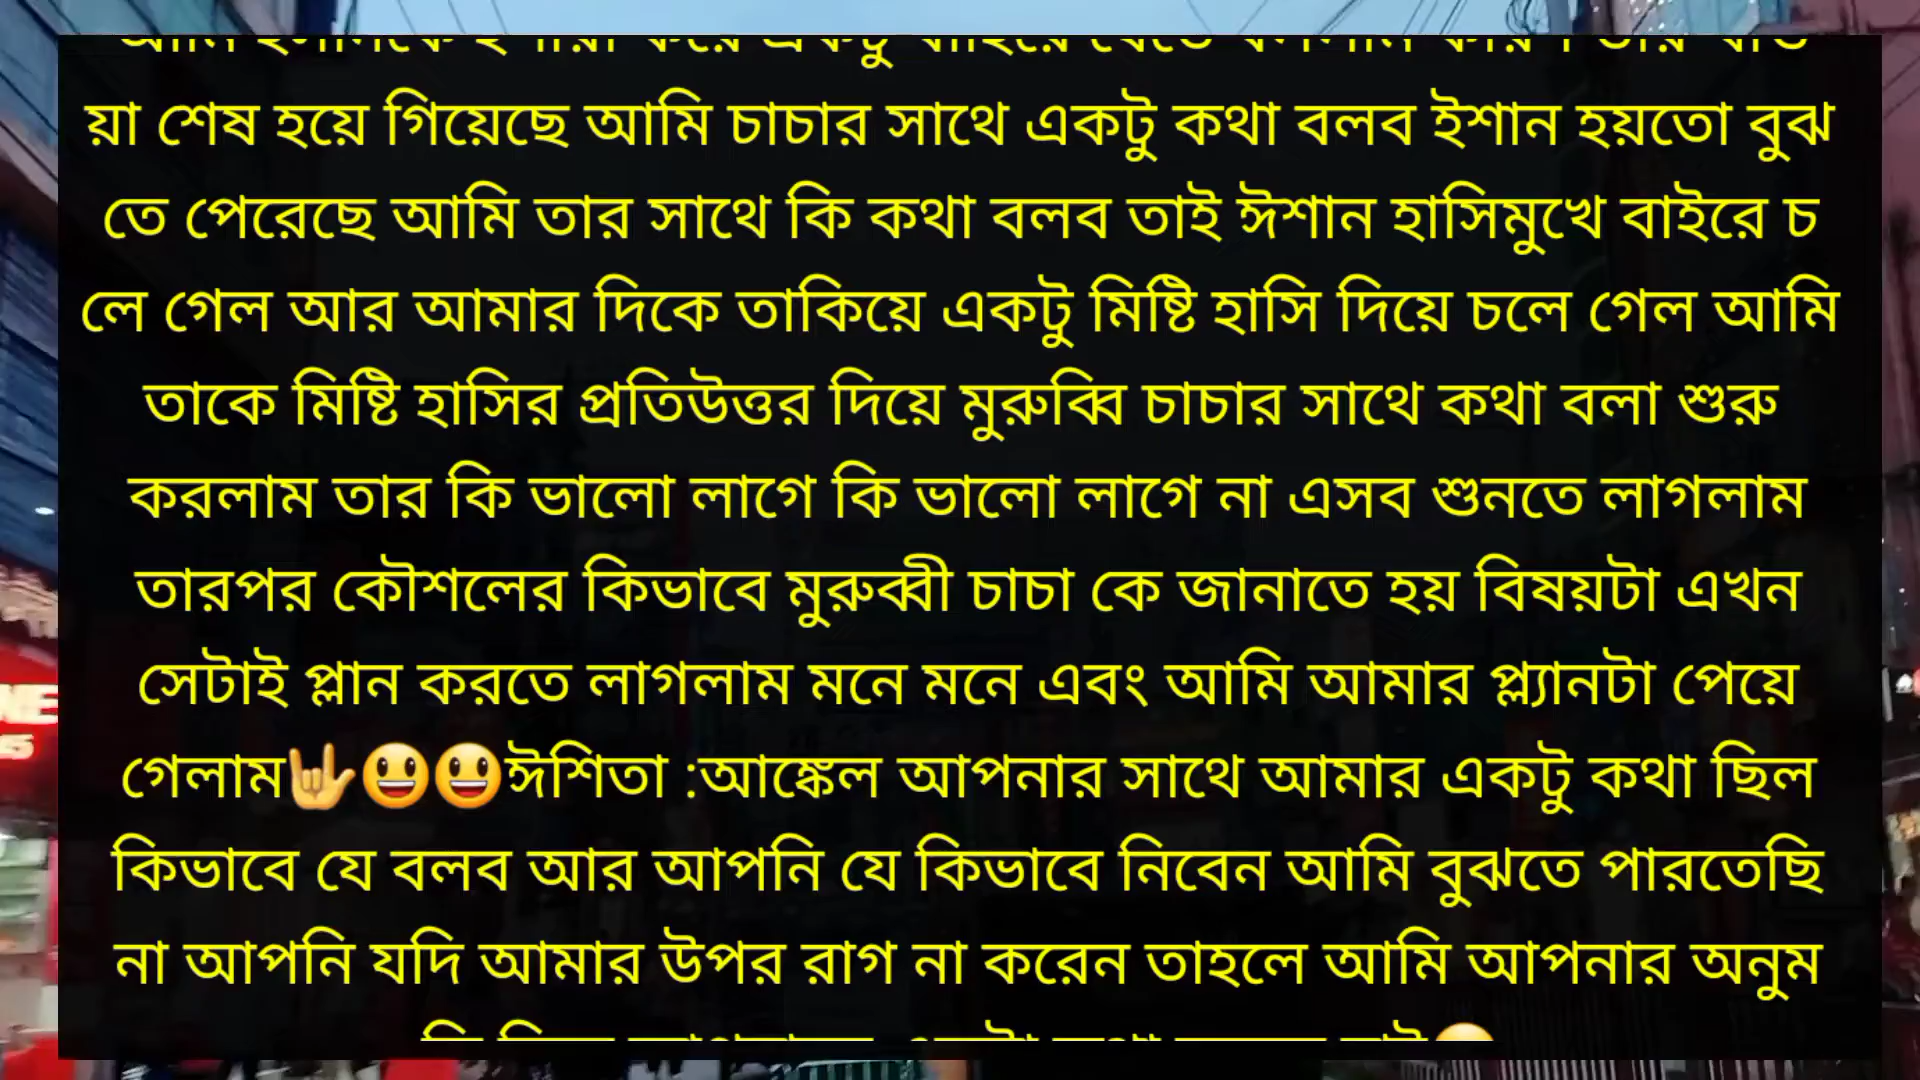 য়া শেষ হয়ে গিয়েছে আমি চাচার সাথে একটু কথা বলব ইশান হয়তো বুঝ
তে পেরেছে আমি তার সাথে কি কথা বলব তাই ঈশান হাসিমুখে বাইরে চ
লে গেল আর আমার দিকে তাকিয়ে একটু মিষ্টি হাসি দিয়ে চলে গেল আমি
তাকে মিষ্টি হাসির প্রতিউত্তর দিয়ে মুরুব্বি চাচার সাথে কথা বলা শুরু
করলাম তার কি ভালো লাগে কি ভালো লাগে না এসব শুনতে লাগলাম
তারপর কৌশলের কিভাবে মুরুব্বী চাচা কে জানাতে হয় বিষয়টা এখন
সেটাই প্লান করতে লাগলাম মনে মনে এবং আমি আমার প্ল্যানটা পেয়ে
গেলাম🤟😃😃ঈশিতা :আঙ্কেল আপনার সাথে আমার একটু কথা ছিল
কিভাবে যে বলব আর আপনি যে কিভাবে নিবেন আমি বুঝতে পারতেছি
না আপনি যদি আমার উপর রাগ না করেন তাহলে আমি আপনার অনুম